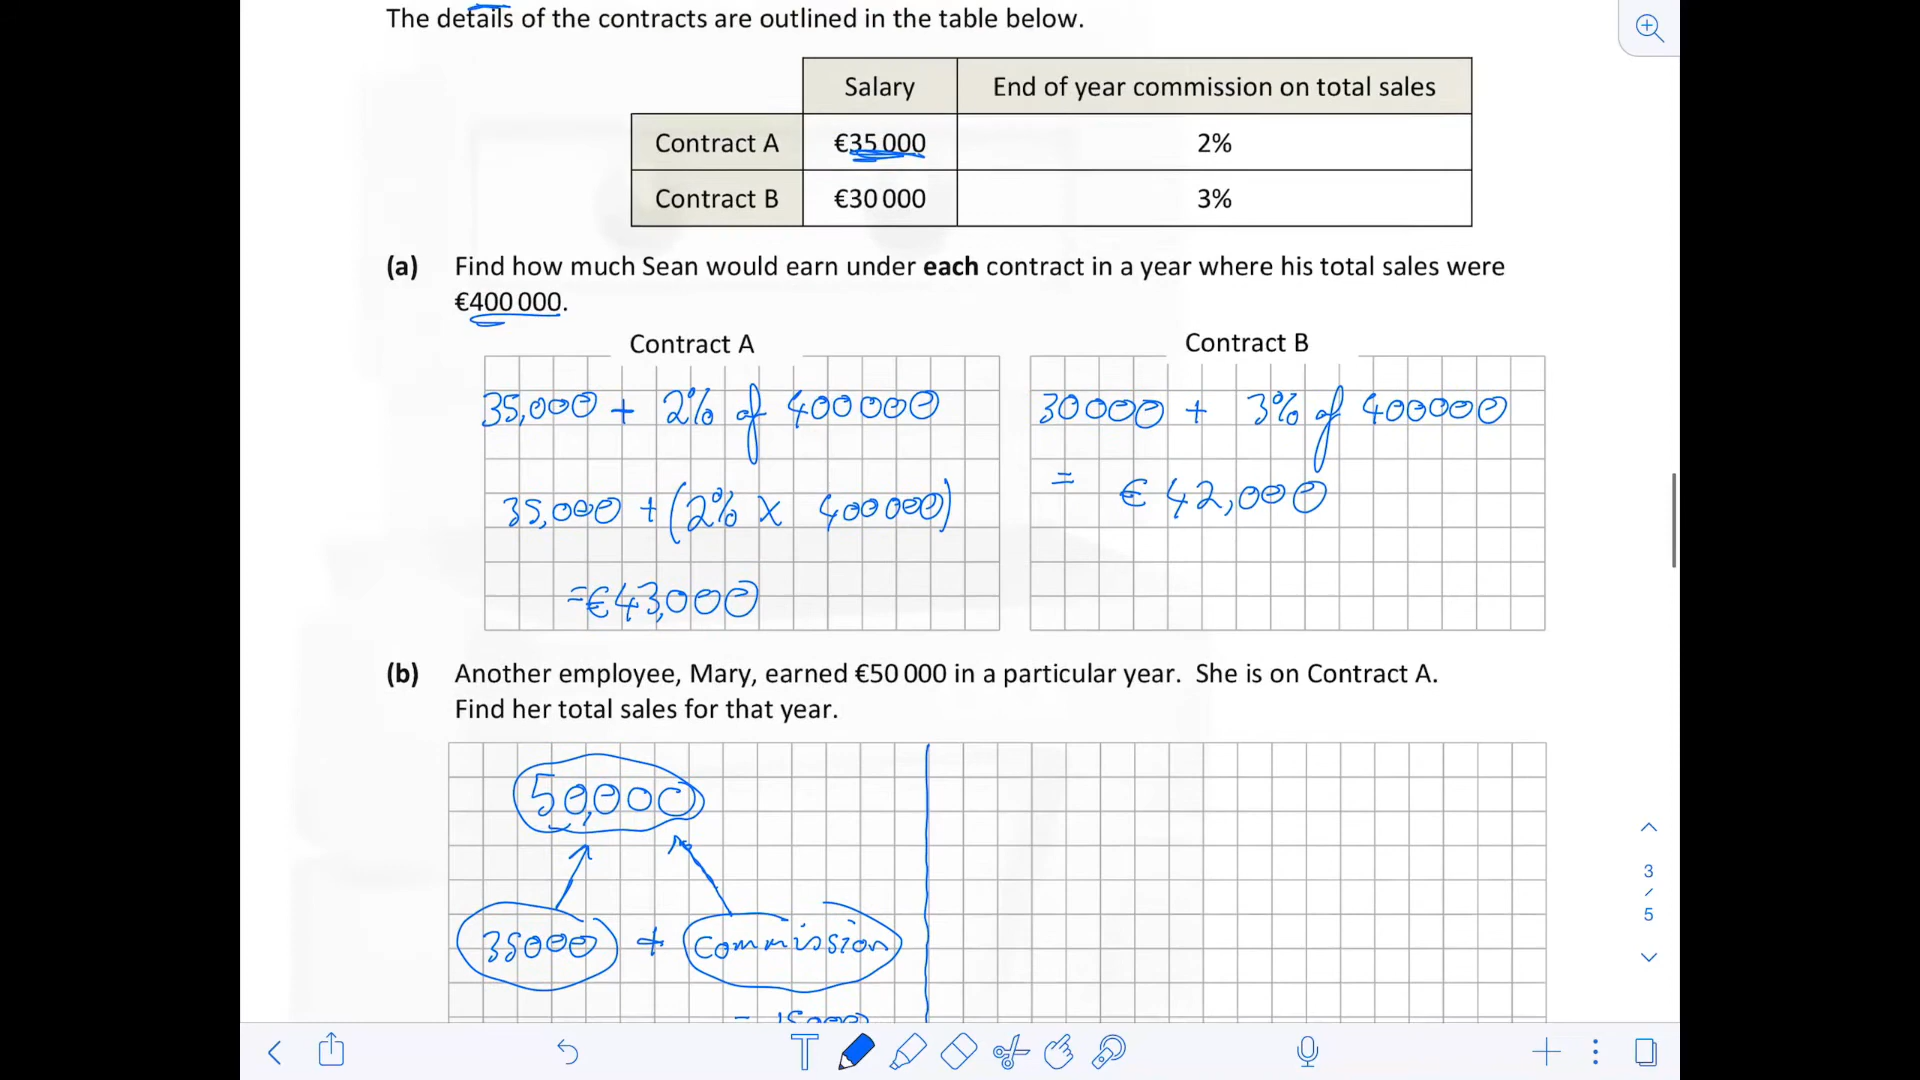 The details of the contracts are outlined in the table below.
Salary End of year commission on total sales
Contract A €35 000 2%
Contract B €30 000 3%
(a) Find how much Sean would earn under each contract in a year where his total sales were
€400 000.
Contract A
35,000 + 2% of 400000
35,000 + (2% x 400000)
=€43,000
Contract B
30000 + 3% of 400000
= € 42,000
(b) Another employee, Mary, earned €50 000 in a particular year. She is on Contract A.
Find her total sales for that year.
50,000
35000 + Commission
3
/
5
T